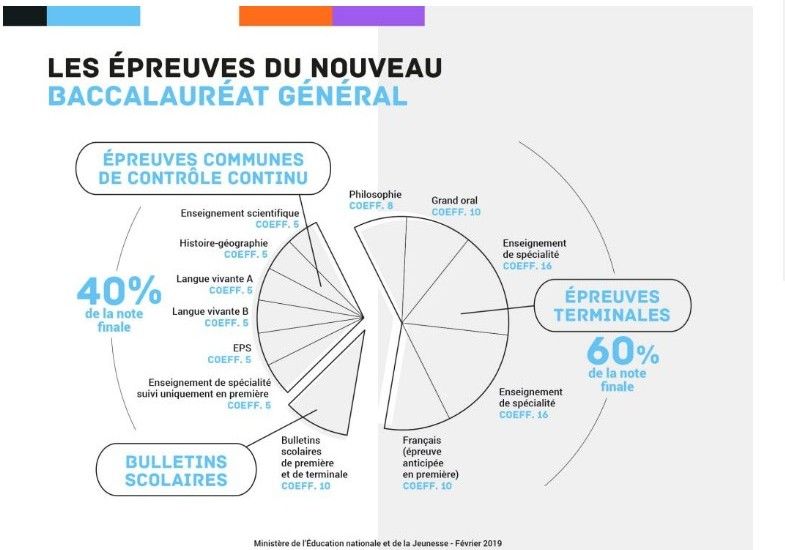 LES ÉPREUVES DU NOUVEAU
BACCALAURÉAT GÉNÉRAL
ÉPREUVES COMMUNES
DE CONTRÔLE CONTINU
Enseignement scientifique
COEFF. 5
Histoire-géographie
COEFF. 5
Langue vivante A
COEFF. 5
Langue vivante B
COEFF. 5
EPS
COEFF. 5
Enseignement de spécialité
suivi uniquement en première
COEFF. 5
40%
de la note
finale
BULLETINS
SCOLAIRES
Bulletins
scolaires
de première
et de terminale
COEFF. 10
Philosophie
COEFF. 8
Grand oral
COEFF. 10
Enseignement
de spécialité
COEFF. 16
ÉPREUVES
TERMINALES
60%
de la note
finale
Enseignement
de spécialité
COEFF. 16
Français
(épreuve
anticipée
en première)
COEFF. 10
Ministère de l'Éducation nationale et de la Jeunesse - Février 2019